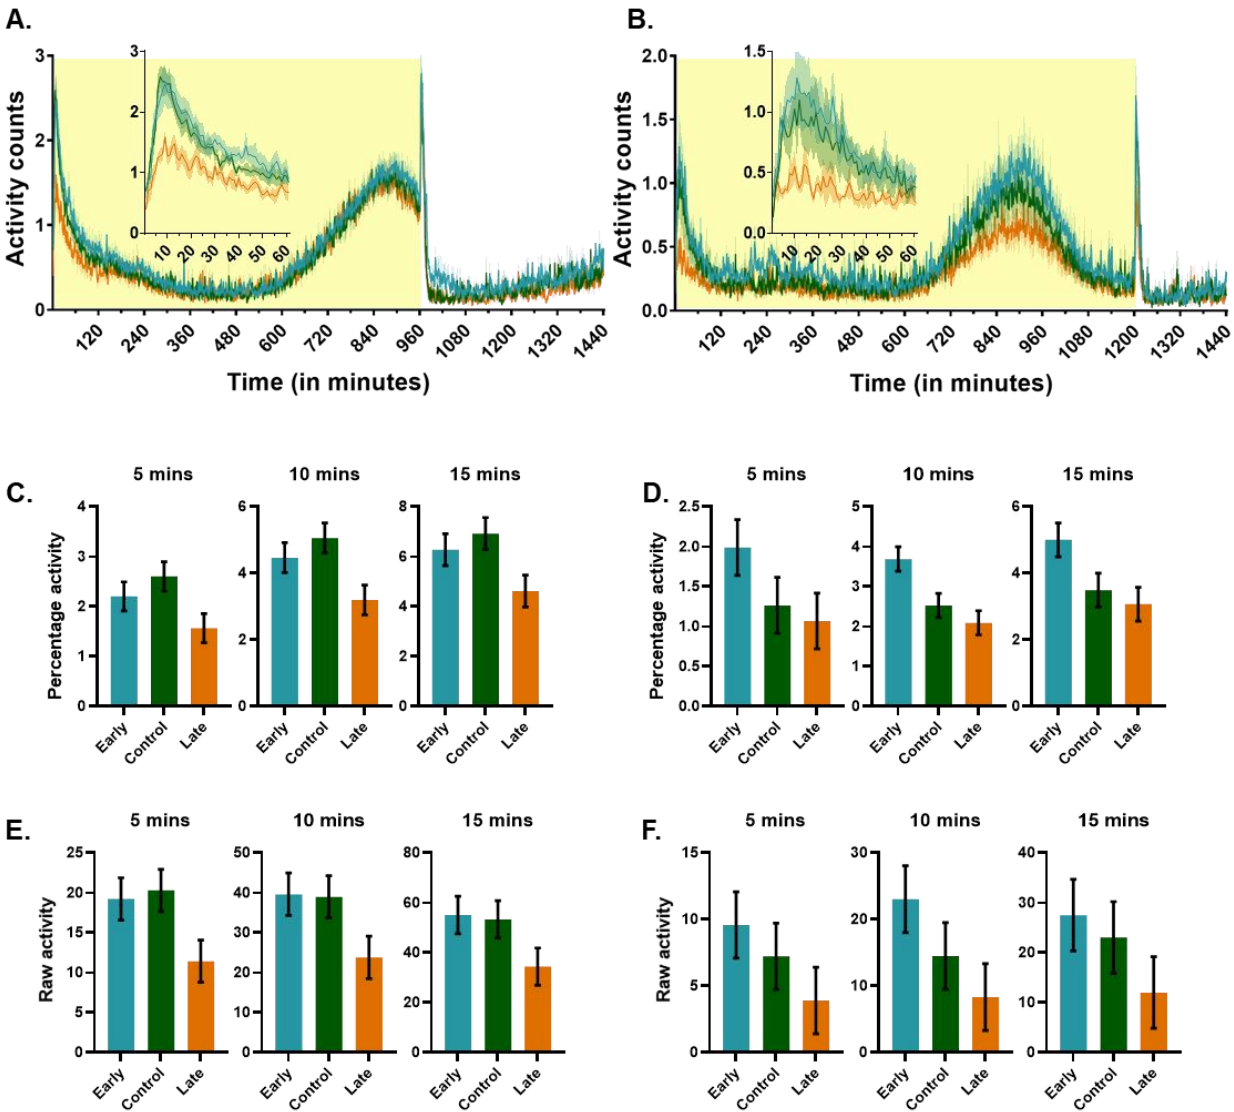 A.
B.
Activity counts
3
2
1
0
3
2
1
0
10 20 30 40 50 60
120 240 360 480 600 720 840 960 1080 1200 1320 1440
Time (in minutes)
Activity counts
2.0
1.5
1.0
0.5
0.0
1.5
1.0
0.5
0.0
10 20 30 40 50 60
120 240 360 480 600 720 840 960 1080 1200 1320 1440
Time (in minutes)
C.
5 mins
10 mins
15 mins
Percentage activity
4
3
2
1
0
Early Control Late
6
4
2
0
Early Control Late
8
6
4
2
0
Early Control Late
D.
5 mins
10 mins
15 mins
Percentage activity
2.5
2.0
1.5
1.0
0.5
0.0
Early Control Late
5
4
3
2
1
0
Early Control Late
6
4
2
0
Early Control Late
E.
5 mins
10 mins
15 mins
Raw activity
25
20
15
10
5
0
Early Control Late
50
40
30
20
10
0
Early Control Late
80
60
40
20
0
Early Control Late
F.
5 mins
10 mins
15 mins
Raw activity
15
10
5
0
Early Control Late
30
20
10
0
Early Control Late
40
30
20
10
0
Early Control Late